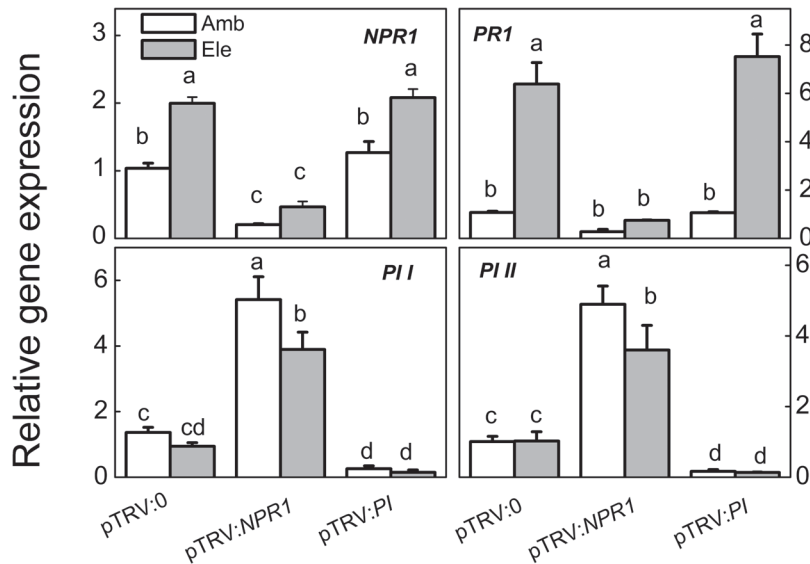 Relative gene expression
Amb
Ele
NPR1
3
2
1
0
b
a
c
c
b
a
PR1
8
6
4
2
0
b
a
b
b
b
a
PI I
6
4
2
0
c
cd
a
b
d
d
PI II
6
4
2
0
c
c
a
b
d
d
pTRV:0
pTRV:NPR1
pTRV:PI
pTRV:0
pTRV:NPR1
pTRV:PI